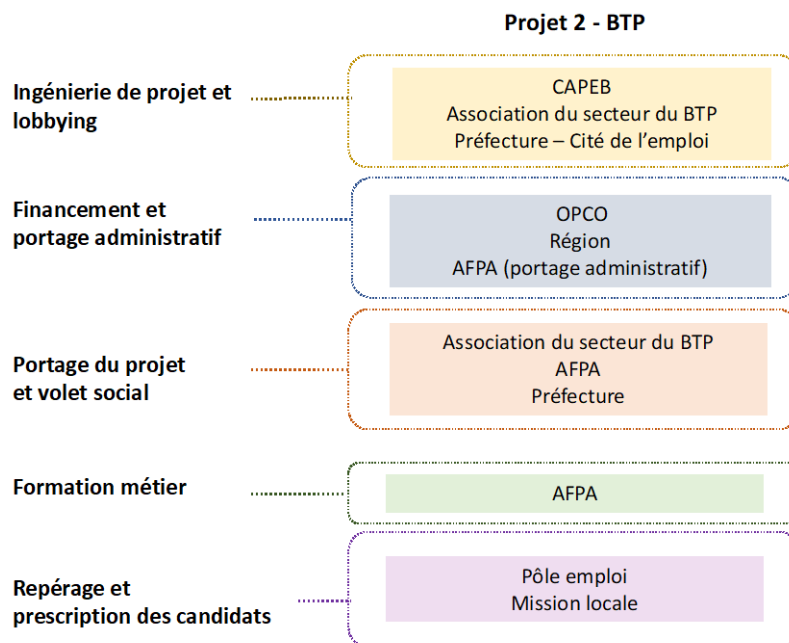 Projet 2 - BTP
Ingénierie de projet et
lobbying
CAPEB
Association du secteur du BTP
Préfecture – Cité de l’emploi
Financement et
portage administratif
OPCO
Région
AFPA (portage administratif)
Portage du projet
et volet social
Association du secteur du BTP
AFPA
Préfecture
Formation métier
AFPA
Repérage et
prescription des candidats
Pôle emploi
Mission locale